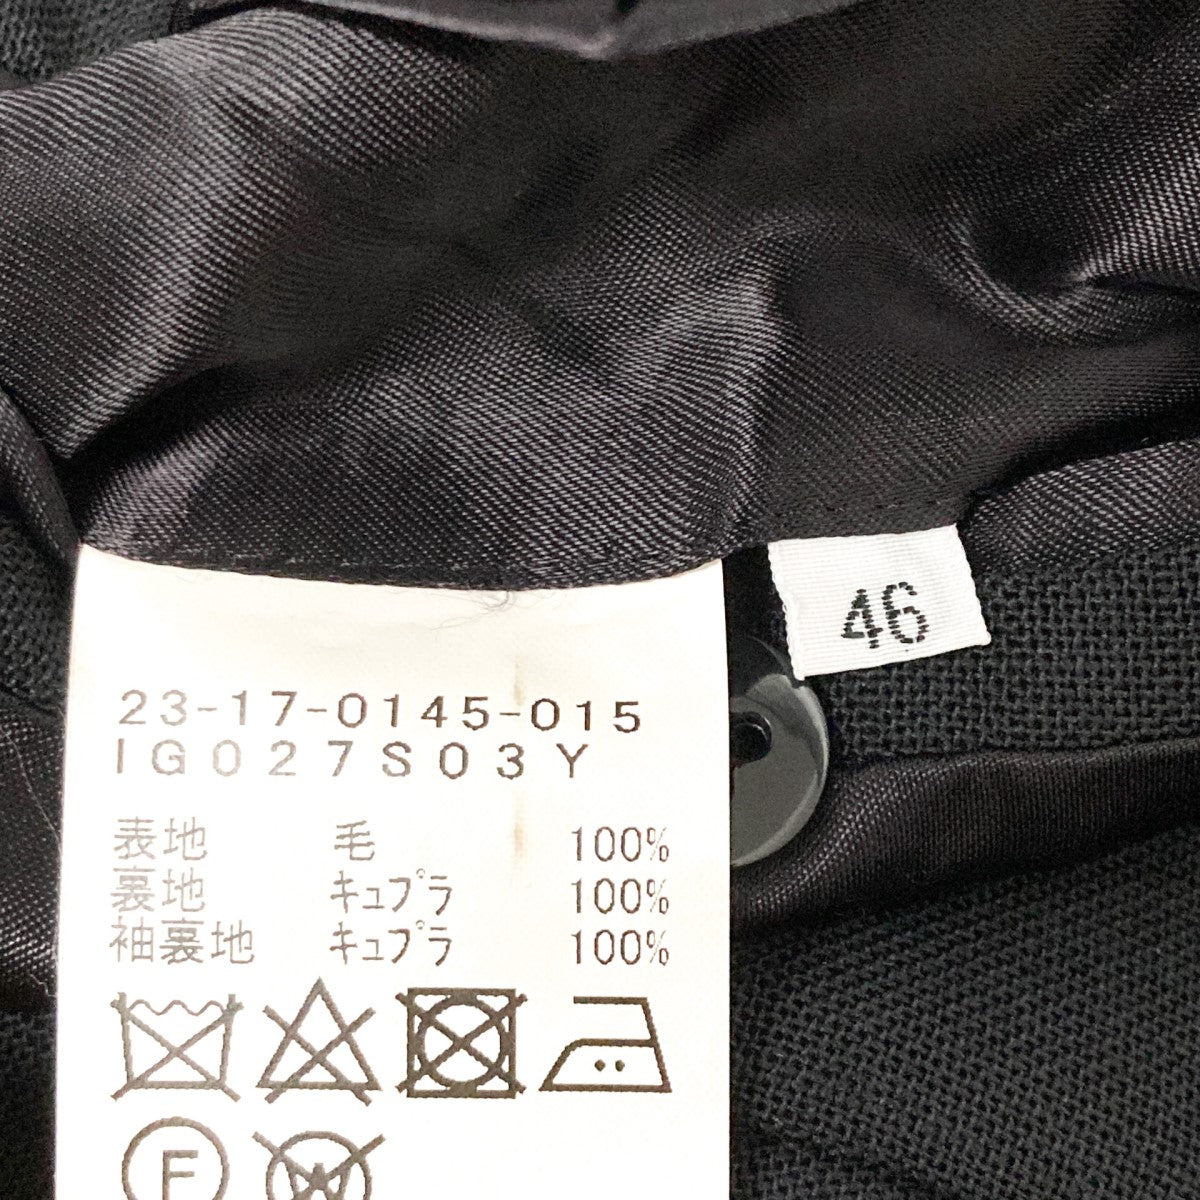 46
23-17-0145-015
IG027S03Y
表地 毛 100%
裏地 キュプラ 100%
袖裏地 キュプラ 100%
F
W